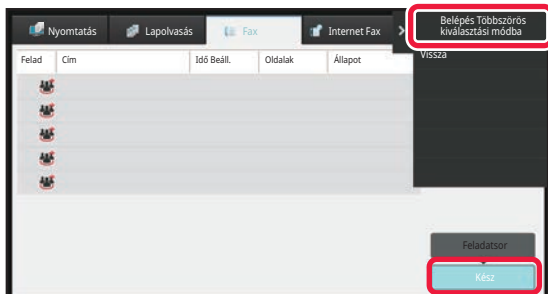 Nyomtatás
Lapolvasás
Fax
Internet Fax
Belépés Többszörös
kiválasztási módba
Felad
Cím
Idő Beáll.
Oldalak
Állapot
Vissza
Feladatsor
Kész